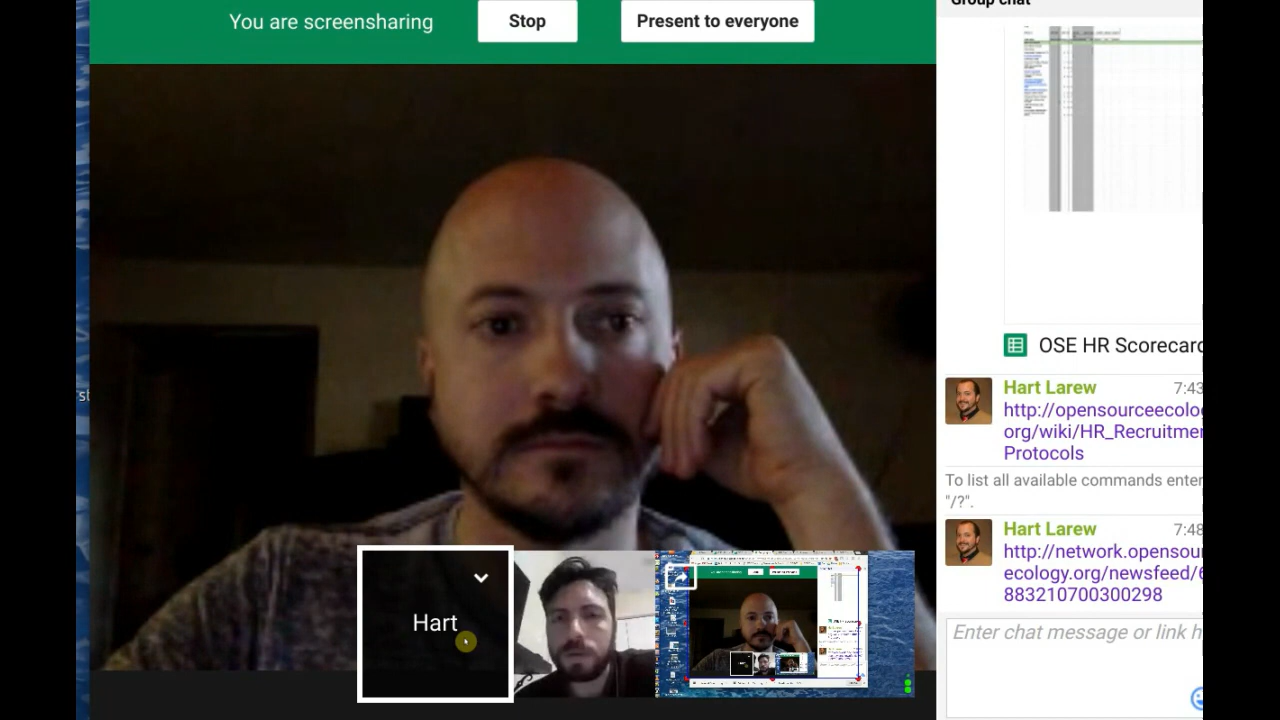 Group chat
You are screensharing
Stop
Present to everyone
OSE HR Scorecard
Hart Larew
7:43
http://opensourceecolo
org/wiki/HR_Recruitmen
Protocols
To list all available commands enter
"/?".
Hart Larew
7:48
http://network.opensour
ecology.org/newsfeed/6
883210700300298
Enter chat message or link h
Hart